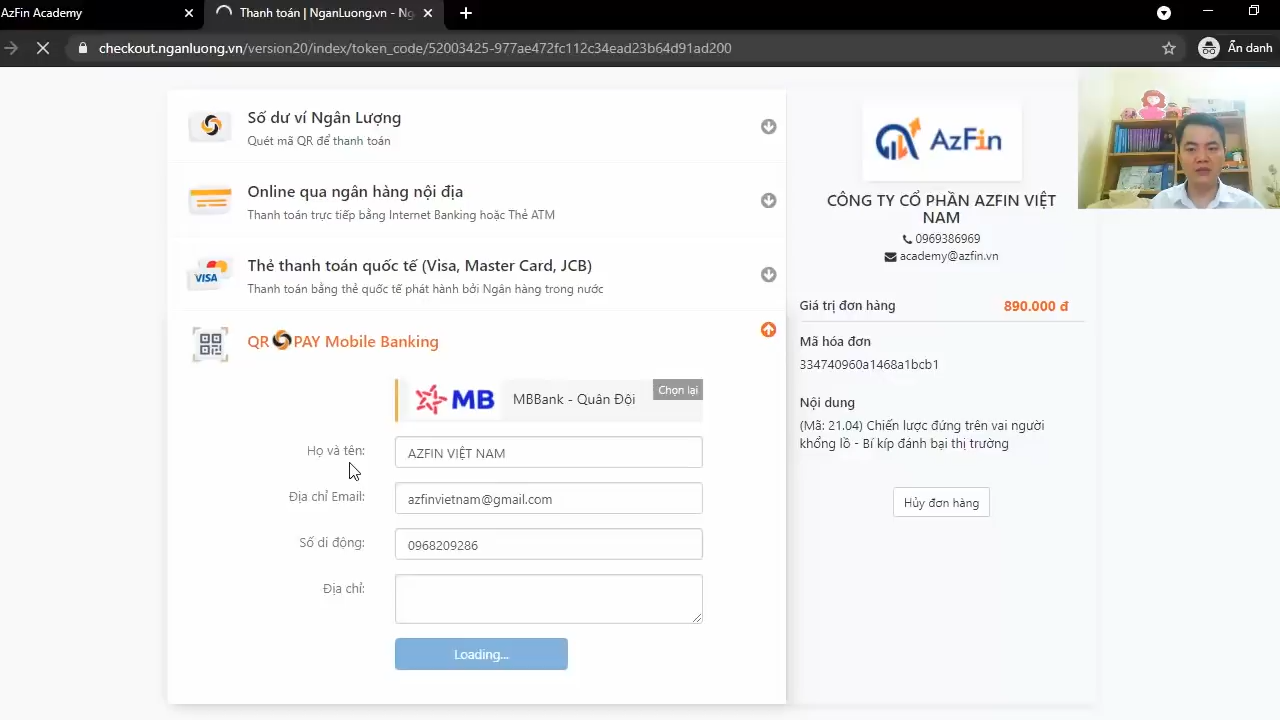 AzFin Academy
Thanh toán | NganLuong.vn - Ng
checkout.nganluong.vn/version20/index/token_code/52003425-977ae472fc112c34ead23b64d91ad200
Ẩn danh
Số dư ví Ngân Lượng
Quét mã QR để thanh toán
Online qua ngân hàng nội địa
Thanh toán trực tiếp bằng Internet Banking hoặc Thẻ ATM
VISA
Thẻ thanh toán quốc tế (Visa, Master Card, JCB)
Thanh toán bằng thẻ quốc tế phát hành bởi Ngân hàng trong nước
QR PAY Mobile Banking
MB
MBBank - Quân Đội
Chọn lại
Họ và tên:
AZFIN VIỆT NAM
Địa chỉ Email:
azfinvietnam@gmail.com
Số di động:
0968209286
Địa chỉ:
Loading...
AzFin
CÔNG TY CỔ PHẦN AZFIN VIỆT
NAM
0969386969
academy@azfin.vn
Giá trị đơn hàng
890.000 đ
Mã hóa đơn
334740960a1468a1bcb1
Nội dung
(Mã: 21.04) Chiến lược đứng trên vai người
khổng lồ - Bí kíp đánh bại thị trường
Hủy đơn hàng